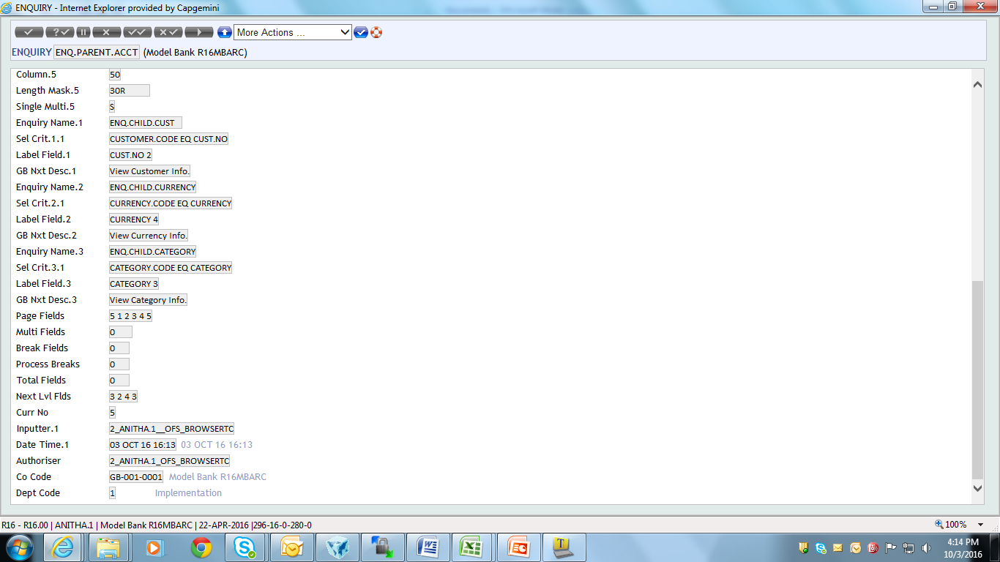 ENQUIRY - Internet Explorer provided by Capgemini
More Actions ...
ENQUIRY ENQ.PARENT.ACCT (Model Bank R16MBARC)
Column.5 50
Length Mask.5 30R
Single Multi.5 S
Enquiry Name.1 ENQ.CHILD.CUST
Sel Crit.1.1 CUSTOMER.CODE EQ CUST.NO
Label Field.1 CUST.NO 2
GB Nxt Desc.1 View Customer Info.
Enquiry Name.2 ENQ.CHILD.CURRENCY
Sel Crit.2.1 CURRENCY.CODE EQ CURRENCY
Label Field.2 CURRENCY 4
GB Nxt Desc.2 View Currency Info.
Enquiry Name.3 ENQ.CHILD.CATEGORY
Sel Crit.3.1 CATEGORY.CODE EQ CATEGORY
Label Field.3 CATEGORY 3
GB Nxt Desc.3 View Category Info.
Page Fields 5 1 2 3 4 5
Multi Fields 0
Break Fields 0
Process Breaks 0
Total Fields 0
Next Lvl Flds 3 2 4 3
Curr No 5
Inputter.1 2_ANITHA.1__OFS_BROWSERTC
Date Time.1 03 OCT 16 16:13 03 OCT 16 16:13
Authoriser 2_ANITHA.1_OFS_BROWSERTC
Co Code GB-001-0001 Model Bank R16MBARC
Dept Code 1 Implementation
R16 - R16.00 | ANITHA.1 | Model Bank R16MBARC | 22-APR-2016 |296-16-0-280-0
100%
4:14 PM
10/3/2016